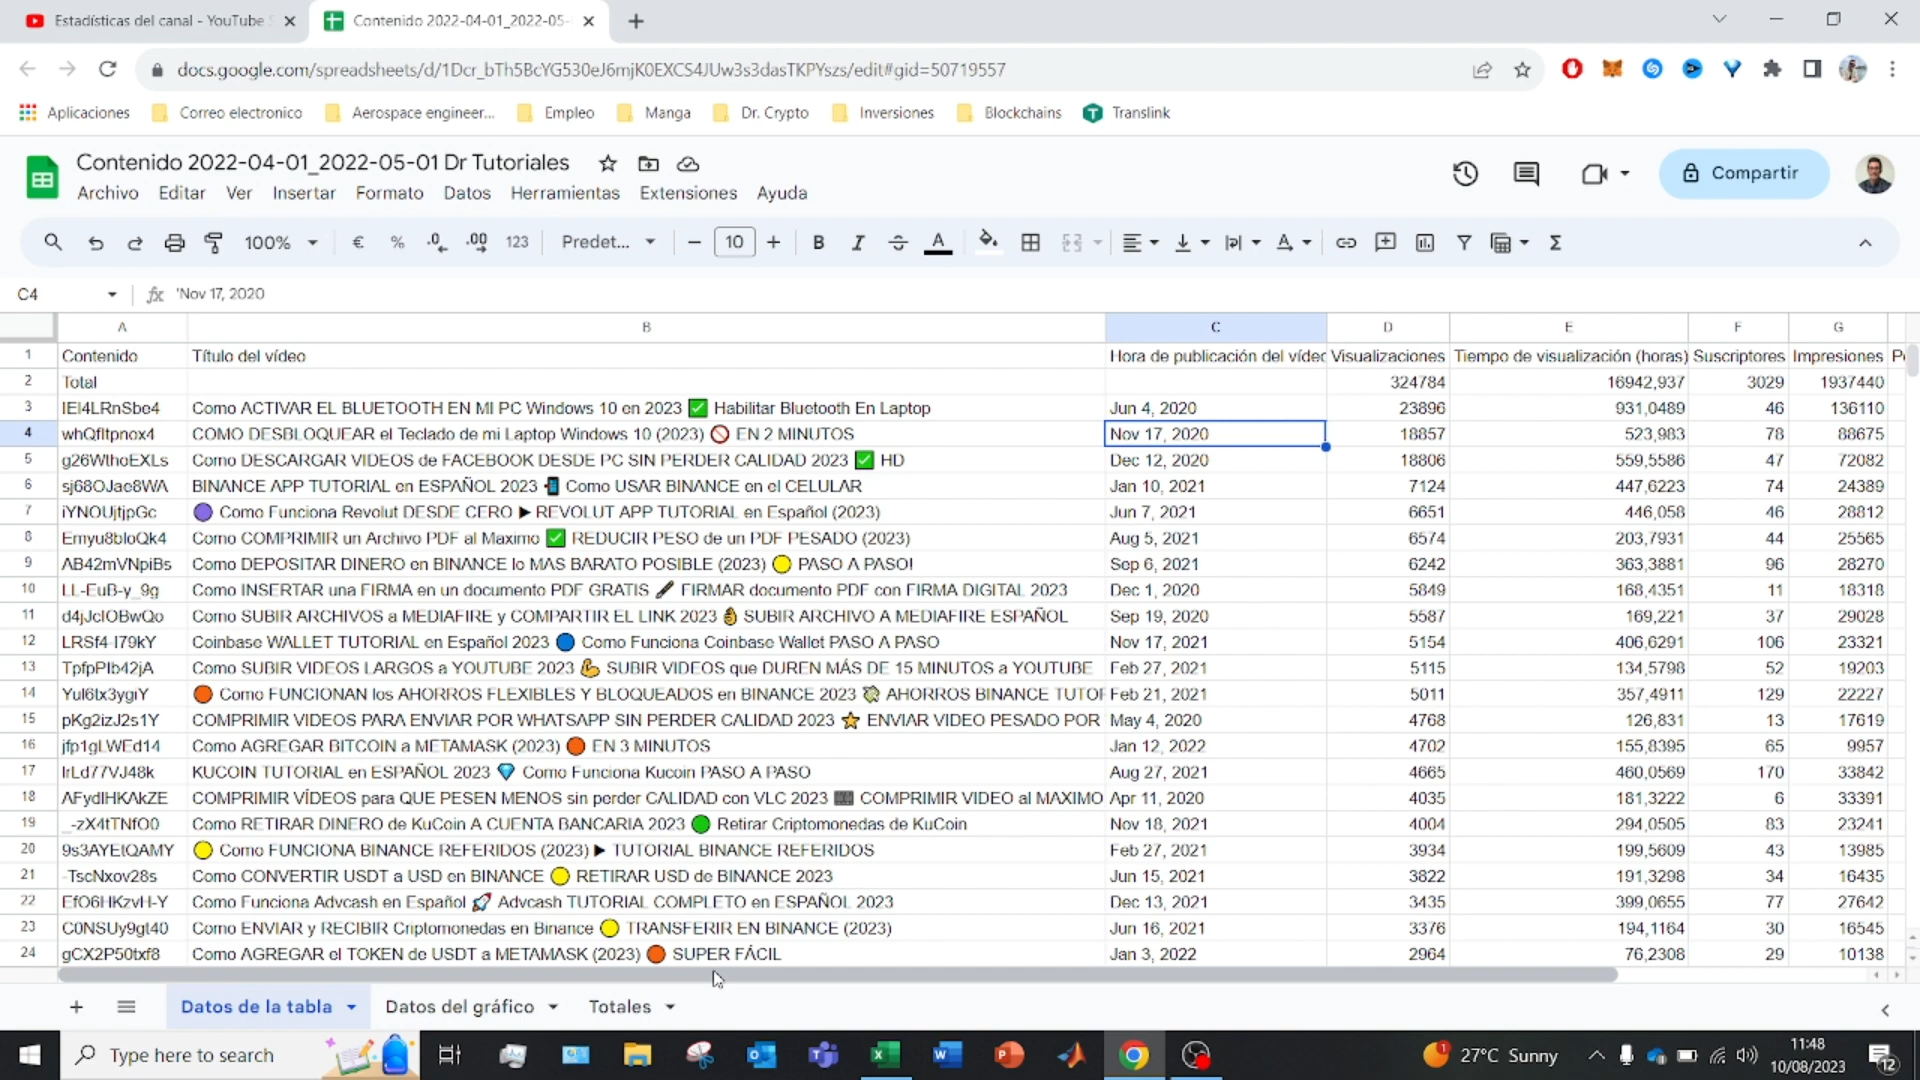 Estadísticas del canal - YouTube S
Contenido 2022-04-01_2022-05-
docs.google.com/spreadsheets/d/1Dcr_bTh5BcYG530eJ6mjK0EXCS4JUw3s3dasTKPYszs/edit#gid=50719557
Aplicaciones Correo electronico Aerospace engineer... Empleo Manga Dr. Crypto Inversiones Blockchains Translink
Contenido 2022-04-01_2022-05-01 Dr Tutoriales
Archivo Editar Ver Insertar Formato Datos Herramientas Extensiones Ayuda
Compartir
100% € % .0 .00 123 Predet... 10 B I A Σ
C4 fx 'Nov 17, 2020
A B C D E F G
1 Contenido Título del vídeo Hora de publicación del vídeo Visualizaciones Tiempo de visualización (horas) Suscriptores Impresiones
2 Total 324784 16942,937 3029 1937440
3 IEI4LRnSbe4 Como ACTIVAR EL BLUETOOTH EN MI PC Windows 10 en 2023 ✅ Habilitar Bluetooth En Laptop Jun 4, 2020 23896 931,0489 46 136110
4 whQfItpnox4 COMO DESBLOQUEAR el Teclado de mi Laptop Windows 10 (2023) 🚫 EN 2 MINUTOS Nov 17, 2020 18857 523,983 78 88675
5 g26WthoEXLs Como DESCARGAR VIDEOS de FACEBOOK DESDE PC SIN PERDER CALIDAD 2023 ✅ HD Dec 12, 2020 18806 559,5586 47 72082
6 sj68OJae8WA BINANCE APP TUTORIAL en ESPAÑOL 2023 📲 Como USAR BINANCE en el CELULAR Jan 10, 2021 7124 447,6223 74 24389
7 iYNOUjtjpGc 🟣 Como Funciona Revolut DESDE CERO ▶ REVOLUT APP TUTORIAL en Español (2023) Jun 7, 2021 6651 446,058 46 28812
8 Emyu8bIoQk4 Como COMPRIMIR un Archivo PDF al Maximo ✅ REDUCIR PESO de un PDF PESADO (2023) Aug 5, 2021 6574 203,7931 44 25565
9 AB42mVNpiBs Como DEPOSITAR DINERO en BINANCE lo MAS BARATO POSIBLE (2023) 🟡 PASO A PASO! Sep 6, 2021 6242 363,3881 96 28270
10 LL-EuB-y_9g Como INSERTAR una FIRMA en un documento PDF GRATIS 🖊 FIRMAR documento PDF con FIRMA DIGITAL 2023 Dec 1, 2020 5849 168,4351 11 18318
11 d4jJcIOBwQo Como SUBIR ARCHIVOS a MEDIAFIRE y COMPARTIR EL LINK 2023 👌 SUBIR ARCHIVO A MEDIAFIRE ESPAÑOL Sep 19, 2020 5587 169,221 37 29028
12 LRSf4-I79kY Coinbase WALLET TUTORIAL en Español 2023 🔵 Como Funciona Coinbase Wallet PASO A PASO Nov 17, 2021 5154 406,6291 106 23321
13 TpfpPIb42jA Como SUBIR VIDEOS LARGOS a YOUTUBE 2023 💪 SUBIR VIDEOS que DUREN MÁS DE 15 MINUTOS a YOUTUBE Feb 27, 2021 5115 134,5798 52 19203
14 Yul6tx3ygiY 🟠 Como FUNCIONAN los AHORROS FLEXIBLES Y BLOQUEADOS en BINANCE 2023 💸 AHORROS BINANCE TUTOR Feb 21, 2021 5011 357,4911 129 22227
15 pKg2izJ2s1Y COMPRIMIR VIDEOS PARA ENVIAR POR WHATSAPP SIN PERDER CALIDAD 2023 ⭐ ENVIAR VIDEO PESADO POR May 4, 2020 4768 126,831 13 17619
16 jfp1gLWEd14 Como AGREGAR BITCOIN a METAMASK (2023) 🟠 EN 3 MINUTOS Jan 12, 2022 4702 155,8395 65 9957
17 IrLd77VJ48k KUCOIN TUTORIAL en ESPAÑOL 2023 💎 Como Funciona Kucoin PASO A PASO Aug 27, 2021 4665 460,0569 170 33842
18 AFydIHKAkZE COMPRIMIR VÍDEOS para QUE PESEN MENOS sin perder CALIDAD con VLC 2023 🎞 COMPRIMIR VIDEO al MAXIMO Apr 11, 2020 4035 181,3222 6 33391
19 _-zX4tTNfO0 Como RETIRAR DINERO de KuCoin A CUENTA BANCARIA 2023 🟢 Retirar Criptomonedas de KuCoin Nov 18, 2021 4004 294,0505 83 23241
20 9s3AYEtQAMY 🟡 Como FUNCIONA BINANCE REFERIDOS (2023) ▶ TUTORIAL BINANCE REFERIDOS Feb 27, 2021 3934 199,5609 43 13985
21 -TscNxov28s Como CONVERTIR USDT a USD en BINANCE 🟡 RETIRAR USD de BINANCE 2023 Jun 15, 2021 3822 191,3298 34 16435
22 EfO6HKzvH-Y Como Funciona Advcash en Español 🚀 Advcash TUTORIAL COMPLETO en ESPAÑOL 2023 Dec 13, 2021 3435 399,0655 77 27642
23 C0NSUy9gt40 Como ENVIAR y RECIBIR Criptomonedas en Binance 🟡 TRANSFERIR EN BINANCE (2023) Jun 16, 2021 3376 194,1164 30 16545
24 gCX2P50txf8 Como AGREGAR el TOKEN de USDT a METAMASK (2023) 🟠 SUPER FÁCIL Jan 3, 2022 2964 76,2308 29 10138
Datos de la tabla Datos del gráfico Totales
Type here to search 27°C Sunny 11:48
10/08/2023 12